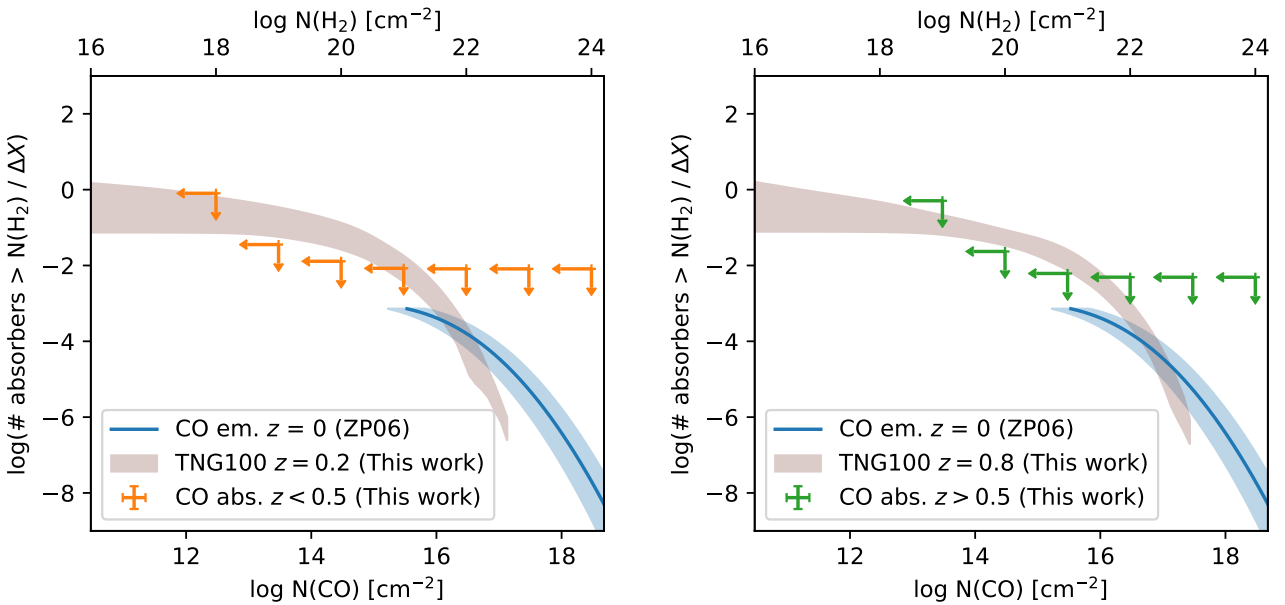 log N(H₂) [cm⁻²]
16 18 20 22 24
log(# absorbers > N(H₂) / ΔX)
2
0
−2
−4
−6
−8
CO em. z = 0 (ZP06)
TNG100 z = 0.2 (This work)
CO abs. z < 0.5 (This work)
12 14 16 18
log N(CO) [cm⁻²]
log N(H₂) [cm⁻²]
16 18 20 22 24
log(# absorbers > N(H₂) / ΔX)
2
0
−2
−4
−6
−8
CO em. z = 0 (ZP06)
TNG100 z = 0.8 (This work)
CO abs. z > 0.5 (This work)
12 14 16 18
log N(CO) [cm⁻²]